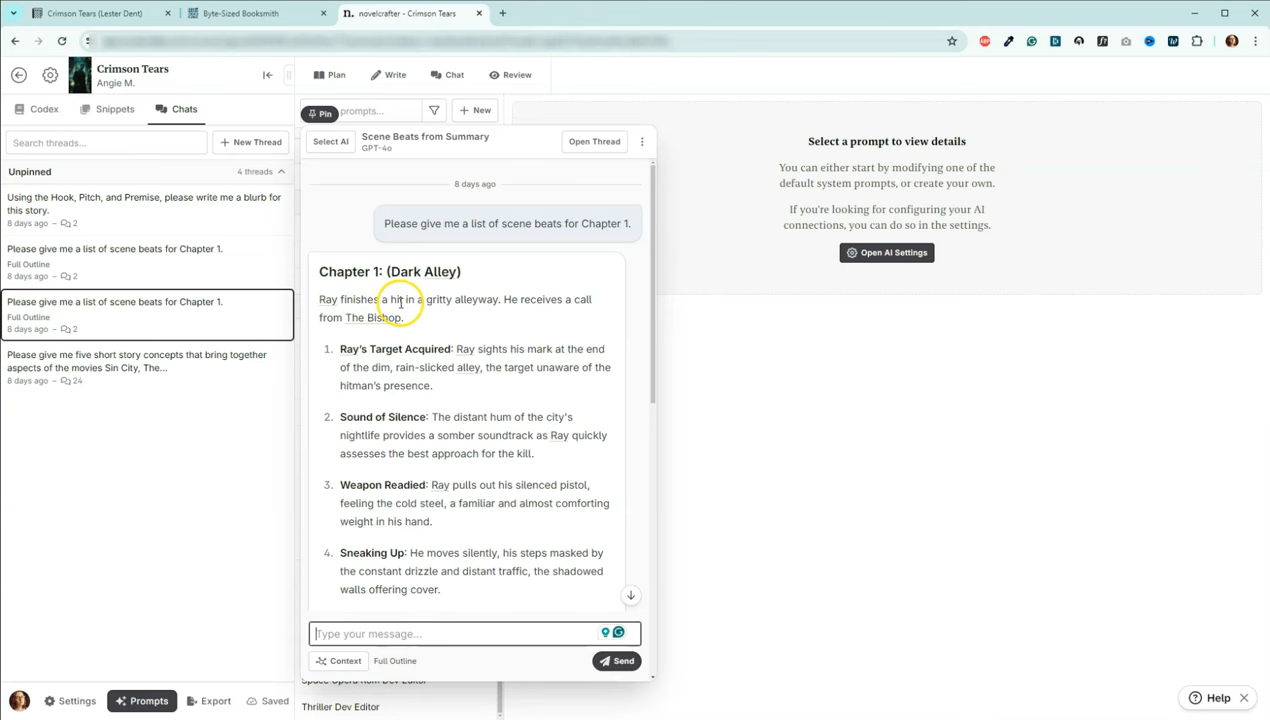 Crimson Tears (Lester Dent)
Byte-Sized Booksmith
n. novelcrafter - Crimson Tears
Crimson Tears
Angie M.
Plan
Write
Chat
Review
Codex
Snippets
Chats
Pin
prompts...
New
Search threads...
New Thread
Unpinned
4 threads
Using the Hook, Pitch, and Premise, please write me a blurb for
this story.
8 days ago – 2
Please give me a list of scene beats for Chapter 1.
Full Outline
8 days ago – 2
Please give me a list of scene beats for Chapter 1.
Full Outline
8 days ago – 2
Please give me five short story concepts that bring together
aspects of the movies Sin City, The...
8 days ago – 24
Select AI
Scene Beats from Summary
GPT-4o
Open Thread
8 days ago
Please give me a list of scene beats for Chapter 1.
Chapter 1: (Dark Alley)
Ray finishes a hit in a gritty alleyway. He receives a call
from The Bishop.
1. Ray's Target Acquired: Ray sights his mark at the end
of the dim, rain-slicked alley, the target unaware of the
hitman's presence.
2. Sound of Silence: The distant hum of the city's
nightlife provides a somber soundtrack as Ray quickly
assesses the best approach for the kill.
3. Weapon Readied: Ray pulls out his silenced pistol,
feeling the cold steel, a familiar and almost comforting
weight in his hand.
4. Sneaking Up: He moves silently, his steps masked by
the constant drizzle and distant traffic, the shadowed
walls offering cover.
Type your message...
Context
Full Outline
Send
Thriller Dev Editor
Select a prompt to view details
You can either start by modifying one of the
default system prompts, or create your own.
If you're looking for configuring your AI
connections, you can do so in the settings.
Open AI Settings
Settings
Prompts
Export
Saved
Help